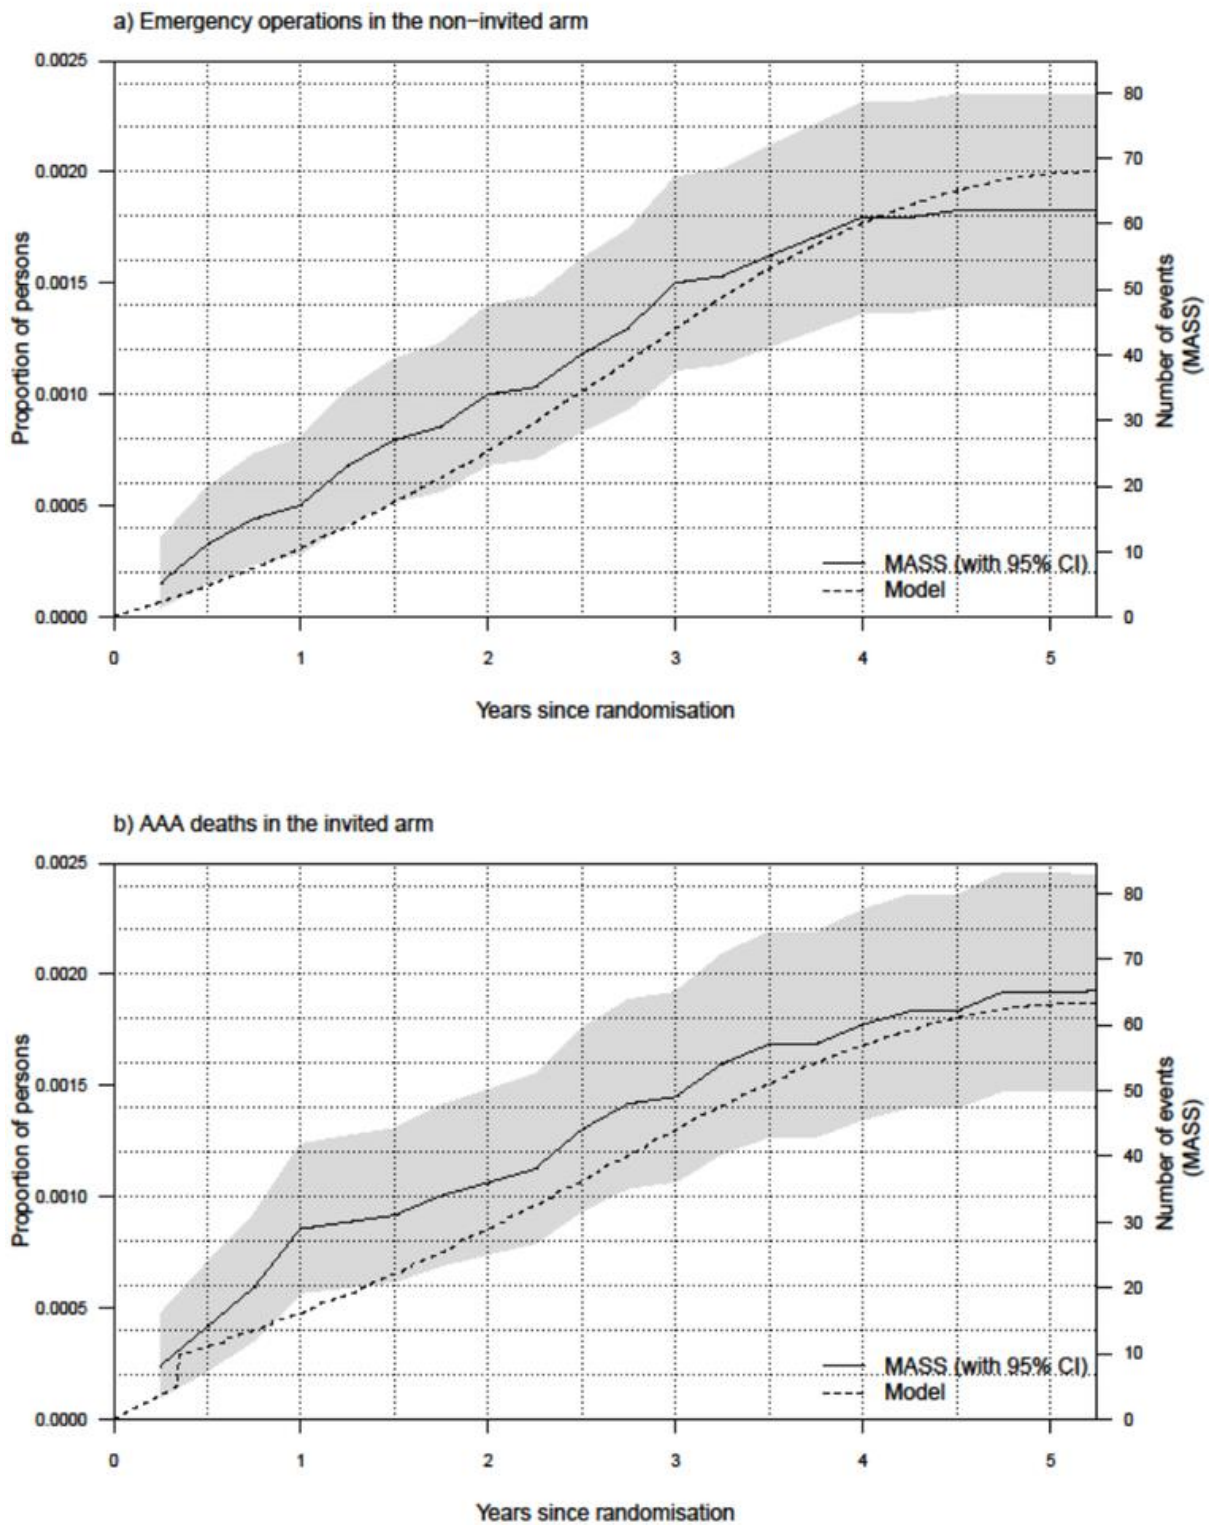 a) Emergency operations in the non−invited arm
0.0025
0.0020
0.0015
0.0010
0.0005
0.0000
Proportion of persons
80
70
60
50
40
30
20
10
0
Number of events
(MASS)
MASS (with 95% CI)
Model
0 1 2 3 4 5
Years since randomisation
b) AAA deaths in the invited arm
0.0025
0.0020
0.0015
0.0010
0.0005
0.0000
Proportion of persons
80
70
60
50
40
30
20
10
0
Number of events
(MASS)
MASS (with 95% CI)
Model
0 1 2 3 4 5
Years since randomisation